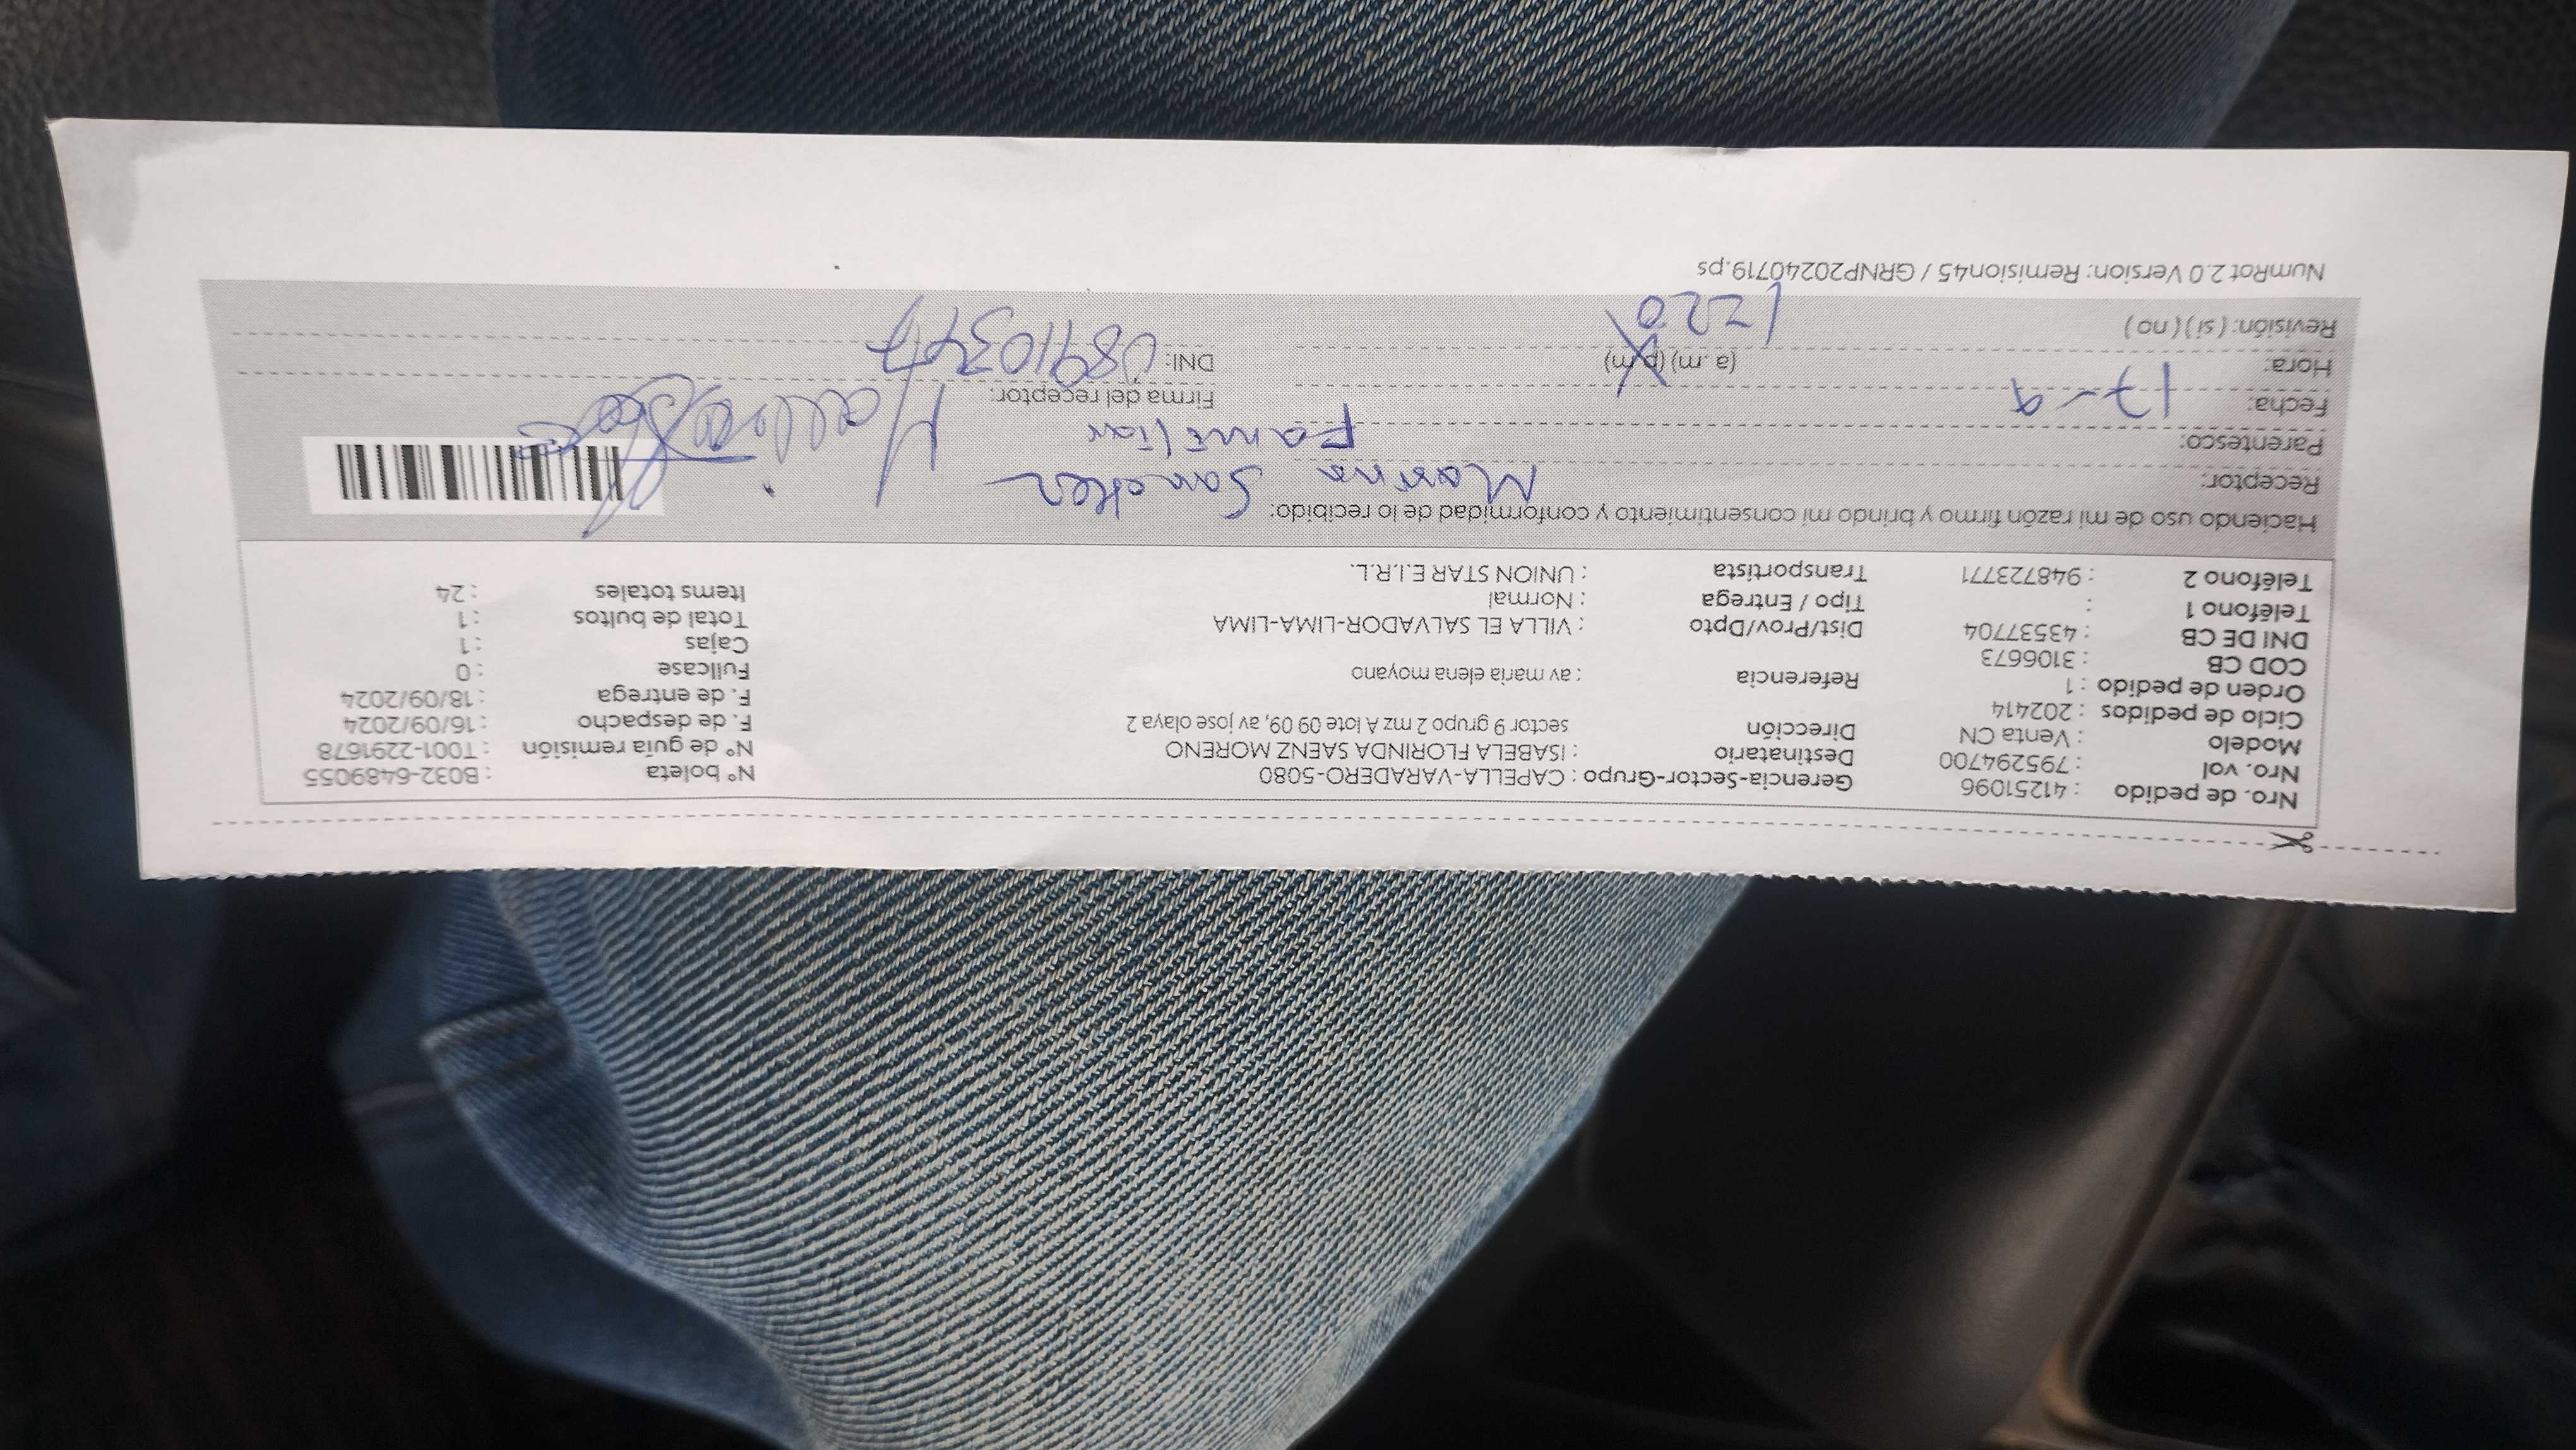 Nro. de pedido : 41251096 Gerencia-Sector-Grupo : CAPELLA-VARADERO-5080 N° boleta : B032-6489055
Nro. vol : 795294700 Destinatario : ISABELA FLORINDA SAENZ MORENO N° de guía remisión : T001-2291678
Modelo : Venta CN Dirección sector 9 grupo 2 mz A lote 09 09, av jose olaya 2 F. de despacho : 16/09/2024
Ciclo de pedidos : 202414 F. de entrega : 18/09/2024
Orden de pedido : 1 Referencia : av maria elena moyano Fullcase : 0
COD CB : 3106673 Cajas : 1
DNI DE CB : 43537704 Dist/Prov/Dpto : VILLA EL SALVADOR-LIMA-LIMA Total de bultos : 1
Teléfono 1 : Tipo / Entrega : Normal Items totales : 24
Teléfono 2 : 948723771 Transportista : UNION STAR E.I.R.L.
Haciendo uso de mi razón firmo y brindo mi consentimiento y conformidad de lo recibido:
Receptor: Marina Sanchez
Parentesco: Familiar
Fecha: 17-9 Firma del receptor:
Hora: 1220 (a .m) (p.m) DNI:
Revisión: ( si ) ( no )
NumRot 2.0 Version: Remision45 / GRNP20240719.ps